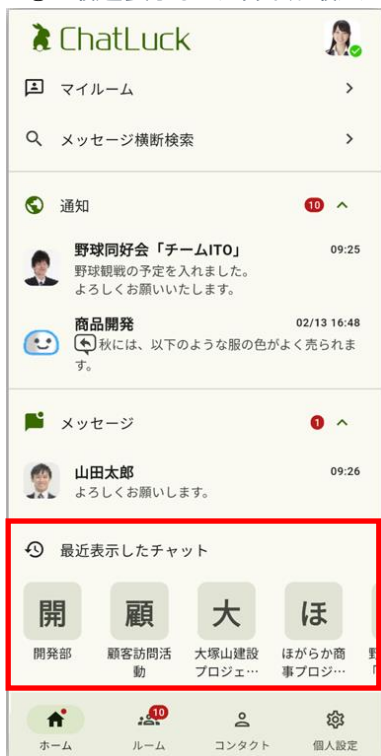 ChatLuck
マイルーム
メッセージ横断検索
通知
10
野球同好会「チームITO」
09:25
野球観戦の予定を入れました。
よろしくお願いいたします。
商品開発
02/13 16:48
秋には、以下のような服の色がよく売られま
す。
メッセージ
1
山田太郎
09:26
よろしくお願いします。
最近表示したチャット
開
顧
大
ほ
開発部
顧客訪問活
動
大塚山建設
プロジェ…
ほがらか商
事プロジ…
10
ホーム
ルーム
コンタクト
個人設定